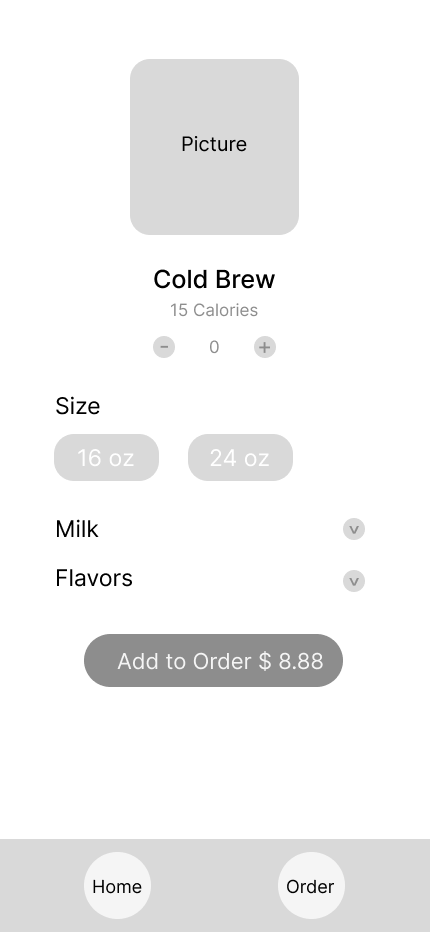 Picture
Cold Brew
15 Calories
- 0 +
Size
16 oz 24 oz
Milk v
Flavors v
Add to Order $ 8.88
Home Order